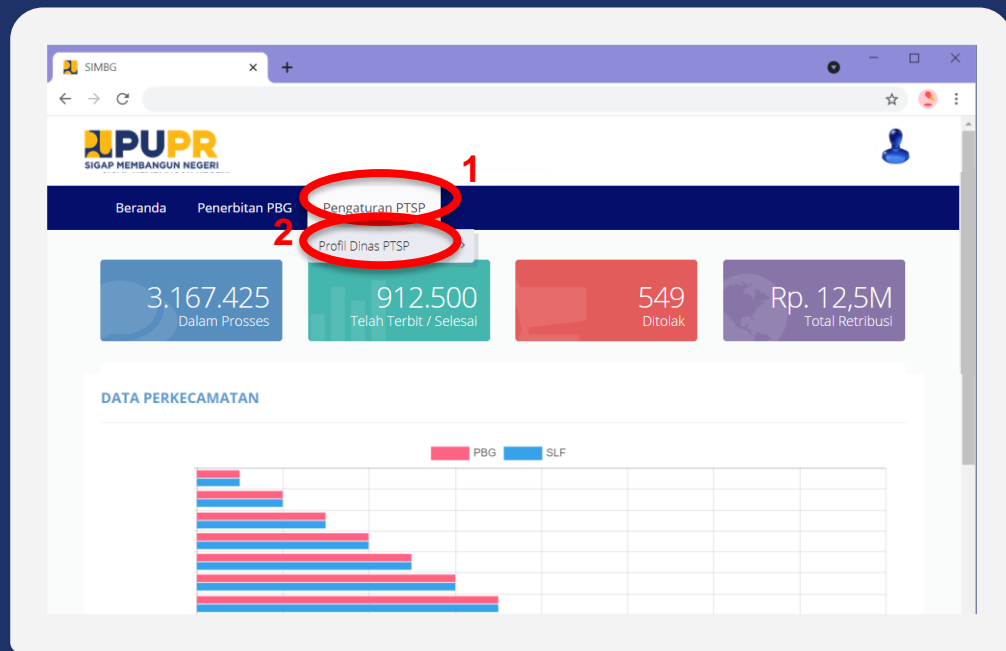 SIMBG
PUPR
SIGAP MEMBANGUN NEGERI
1
Beranda Penerbitan PBG Pengaturan PTSP
2
Profil Dinas PTSP
3.167.425
Dalam Prosses
912.500
Telah Terbit / Selesai
549
Ditolak
Rp. 12,5M
Total Retribusi
DATA PERKECAMATAN
PBG SLF